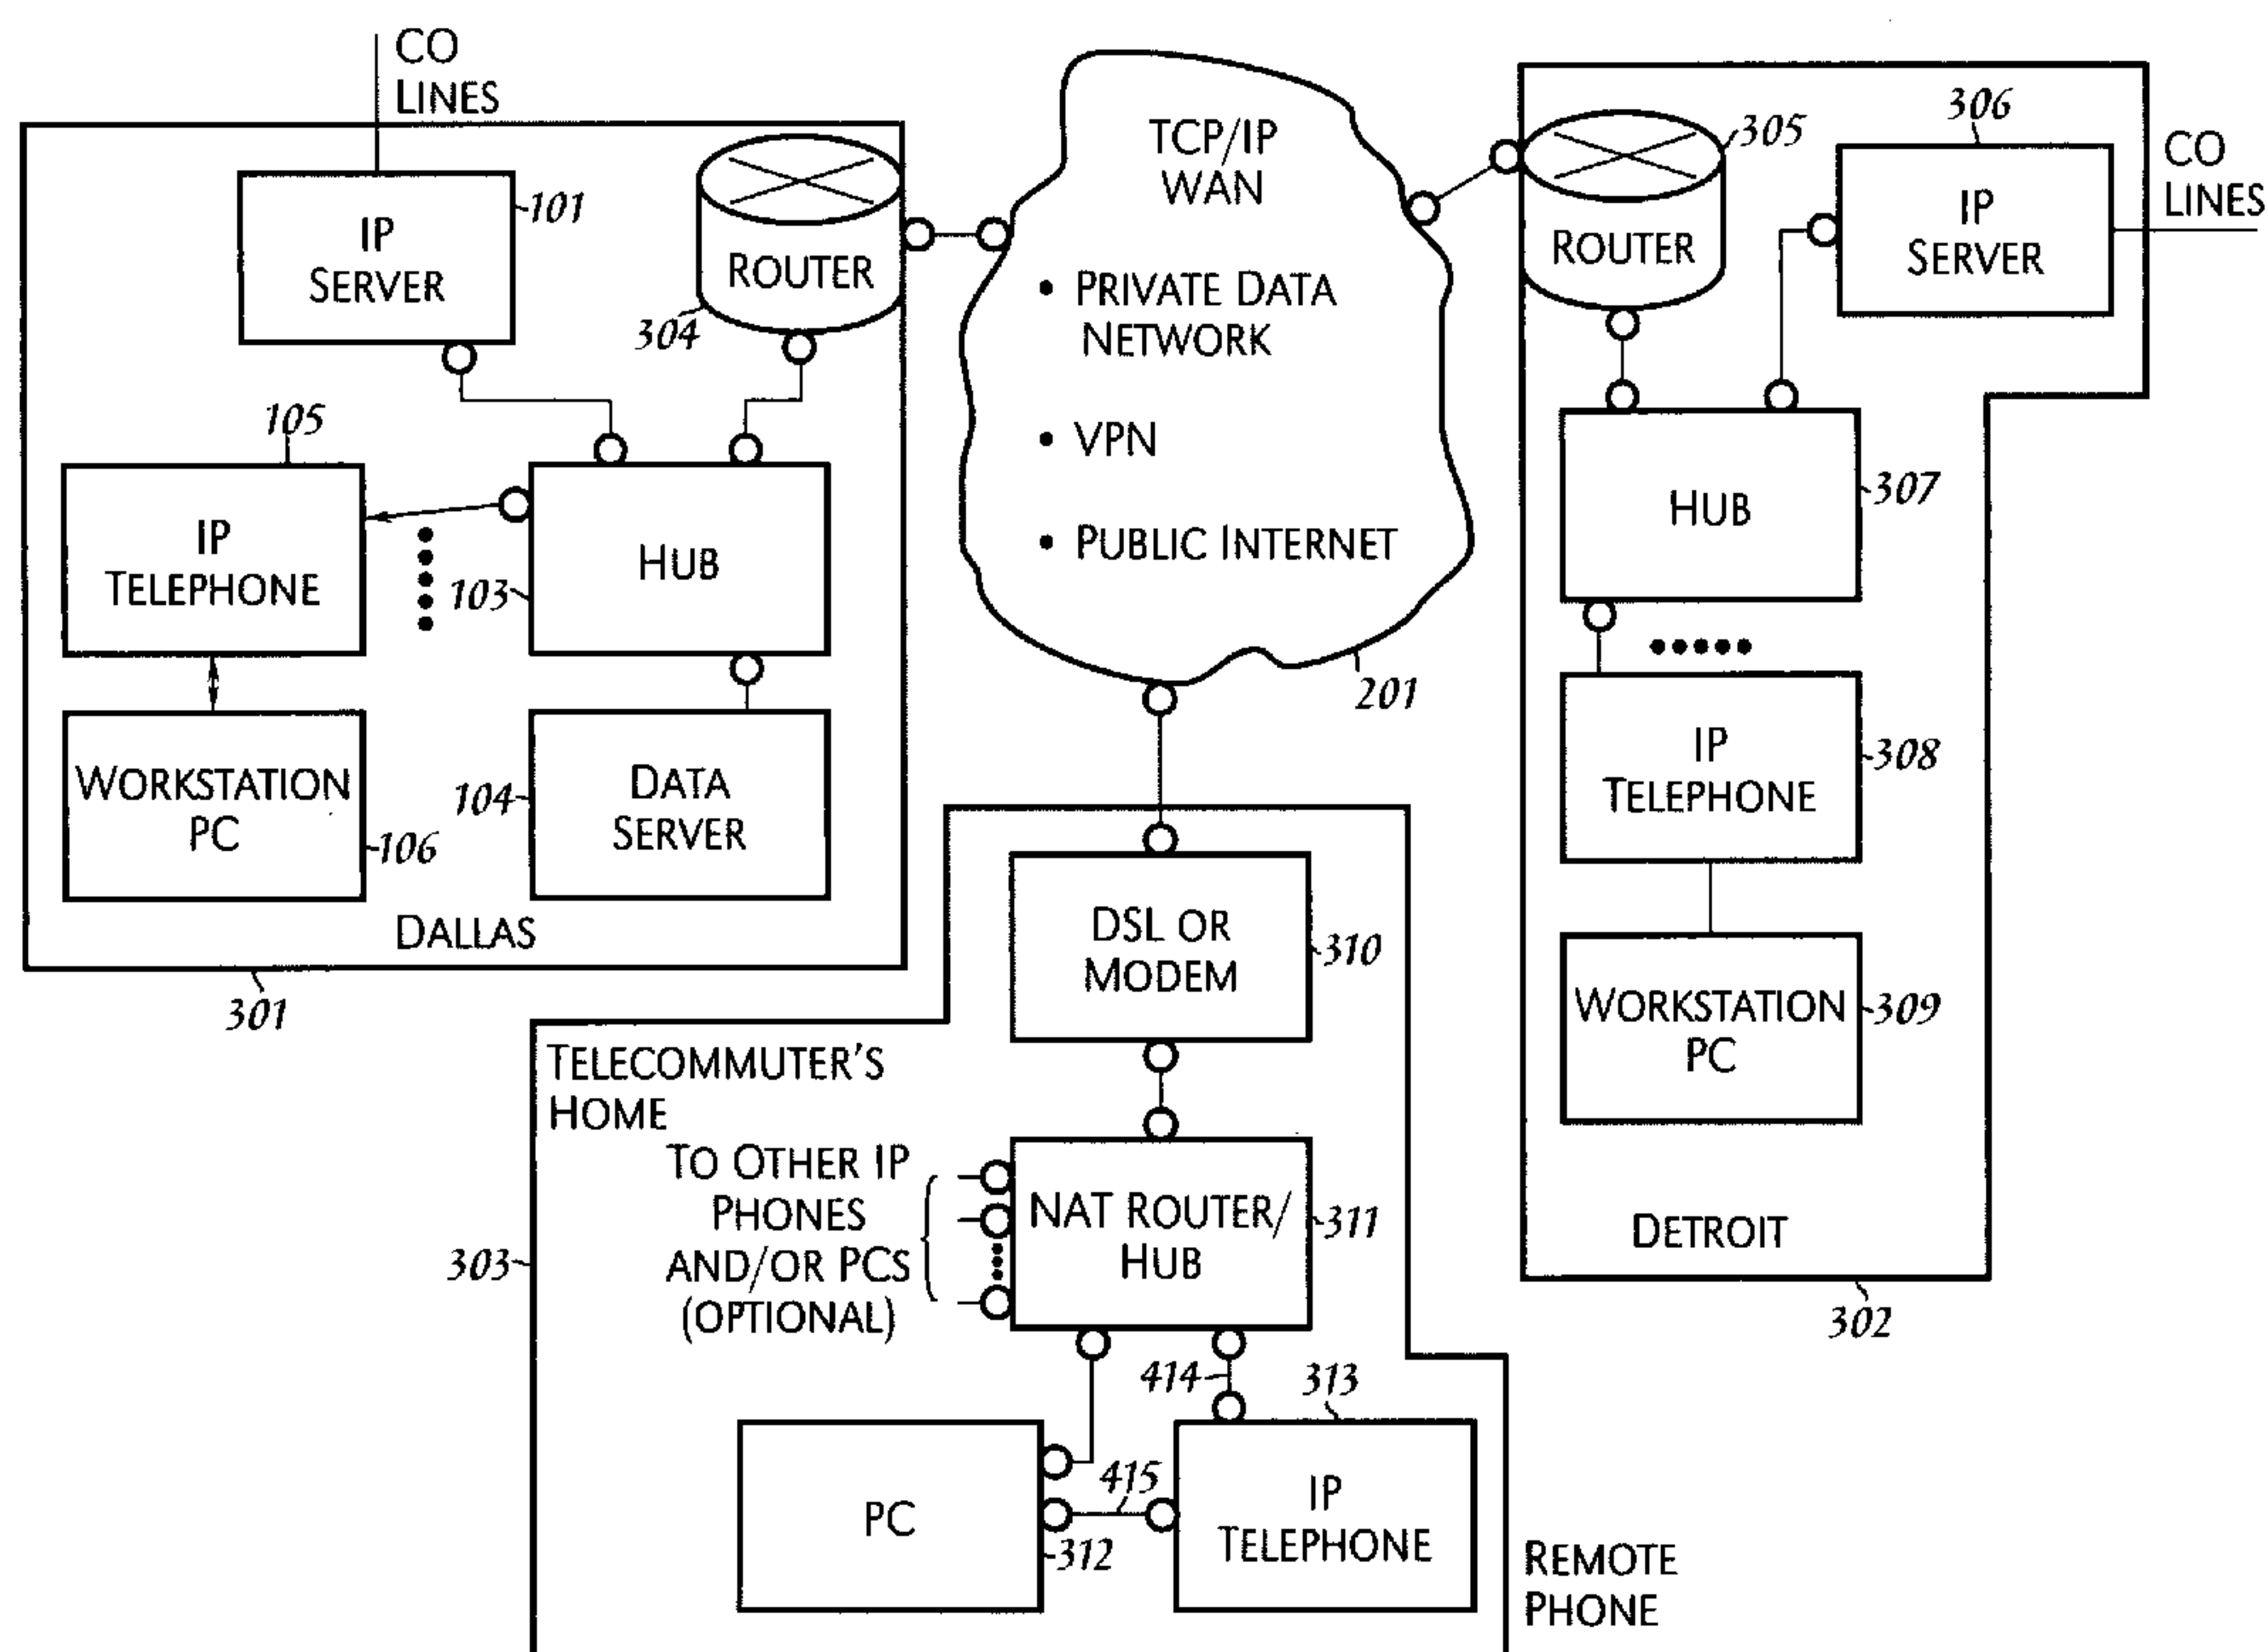 CO
LINES
IP
SERVER
101
ROUTER
304
105
IP
TELEPHONE
103
HUB
WORKSTATION
PC
106
104
DATA
SERVER
DALLAS
301
TCP/IP
WAN
• PRIVATE DATA
NETWORK
• VPN
• PUBLIC INTERNET
201
305
ROUTER
306
IP
SERVER
CO
LINES
HUB
307
IP
TELEPHONE
308
WORKSTATION
PC
309
DETROIT
302
DSL OR
MODEM
310
TELECOMMUTER'S
HOME
303
TO OTHER IP
PHONES
AND/OR PCS
(OPTIONAL)
NAT ROUTER/
HUB
311
414
313
PC
312
415
IP
TELEPHONE
REMOTE
PHONE